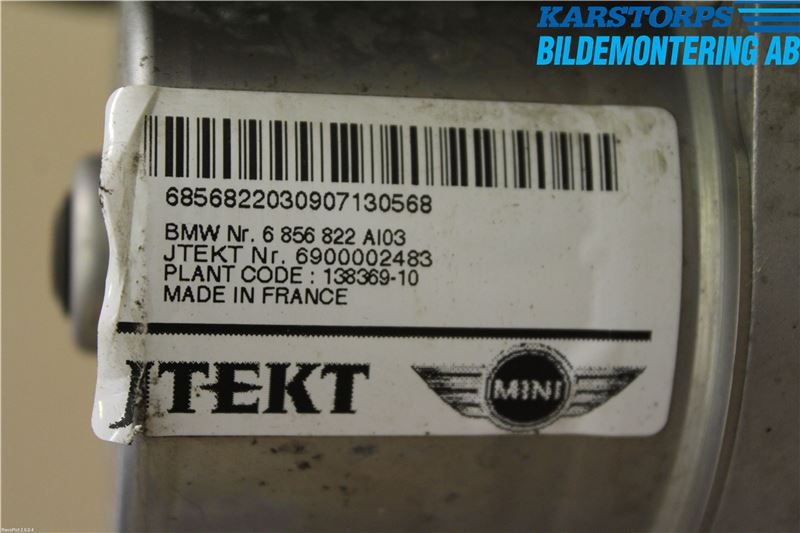 KARSTORPS
BILDEMONTERING AB
6856822030907130568
BMW Nr. 6 856 822 AI03
JTEKT Nr. 6900002483
PLANT CODE : 138369-10
MADE IN FRANCE
JTEKT
MINI